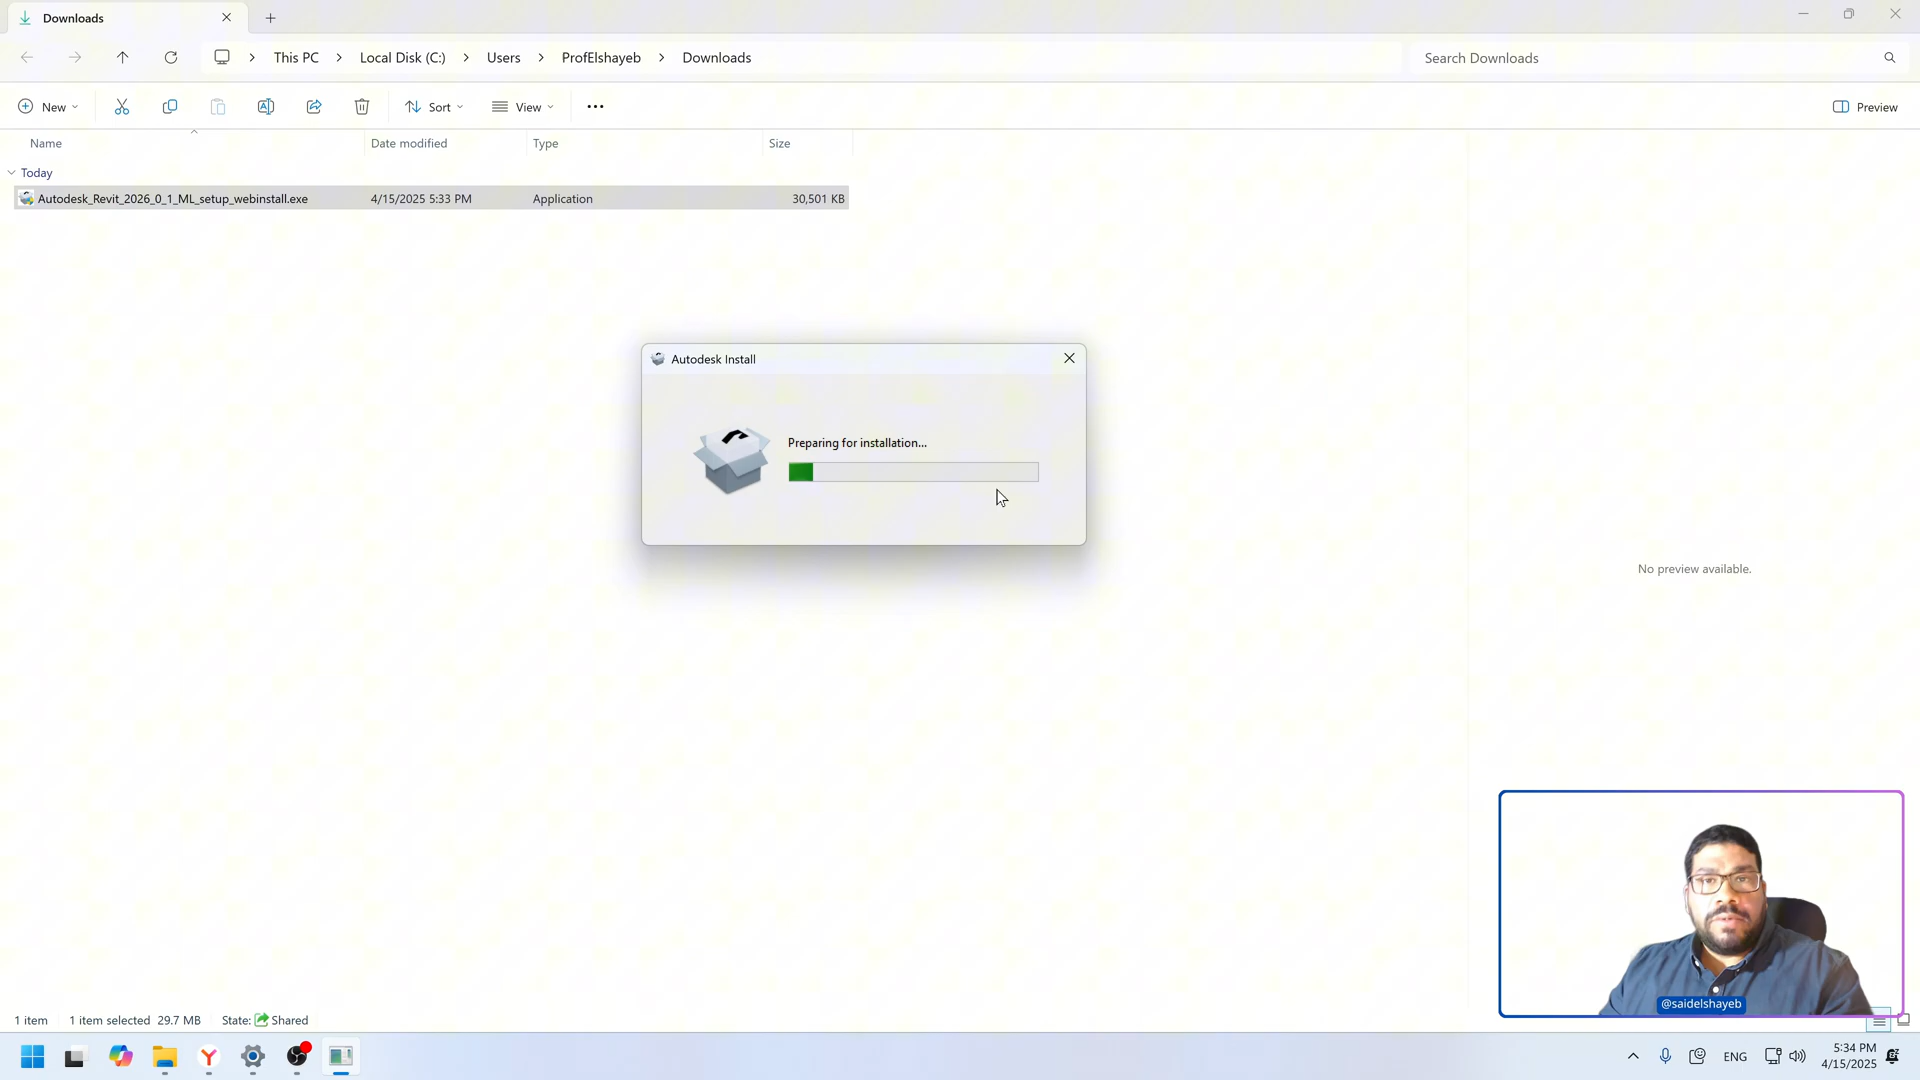 Downloads
This PC
Local Disk (C:)
Users
ProfElshayeb
Downloads
Search Downloads
New
Sort
View
Preview
Name
Date modified
Type
Size
Today
Autodesk_Revit_2026_0_1_ML_setup_webinstall.exe
4/15/2025 5:33 PM
Application
30,501 KB
Autodesk Install
Preparing for installation...
No preview available.
@saidelshayeb
1 item
1 item selected 29.7 MB
State: Shared
ENG
5:34 PM
4/15/2025